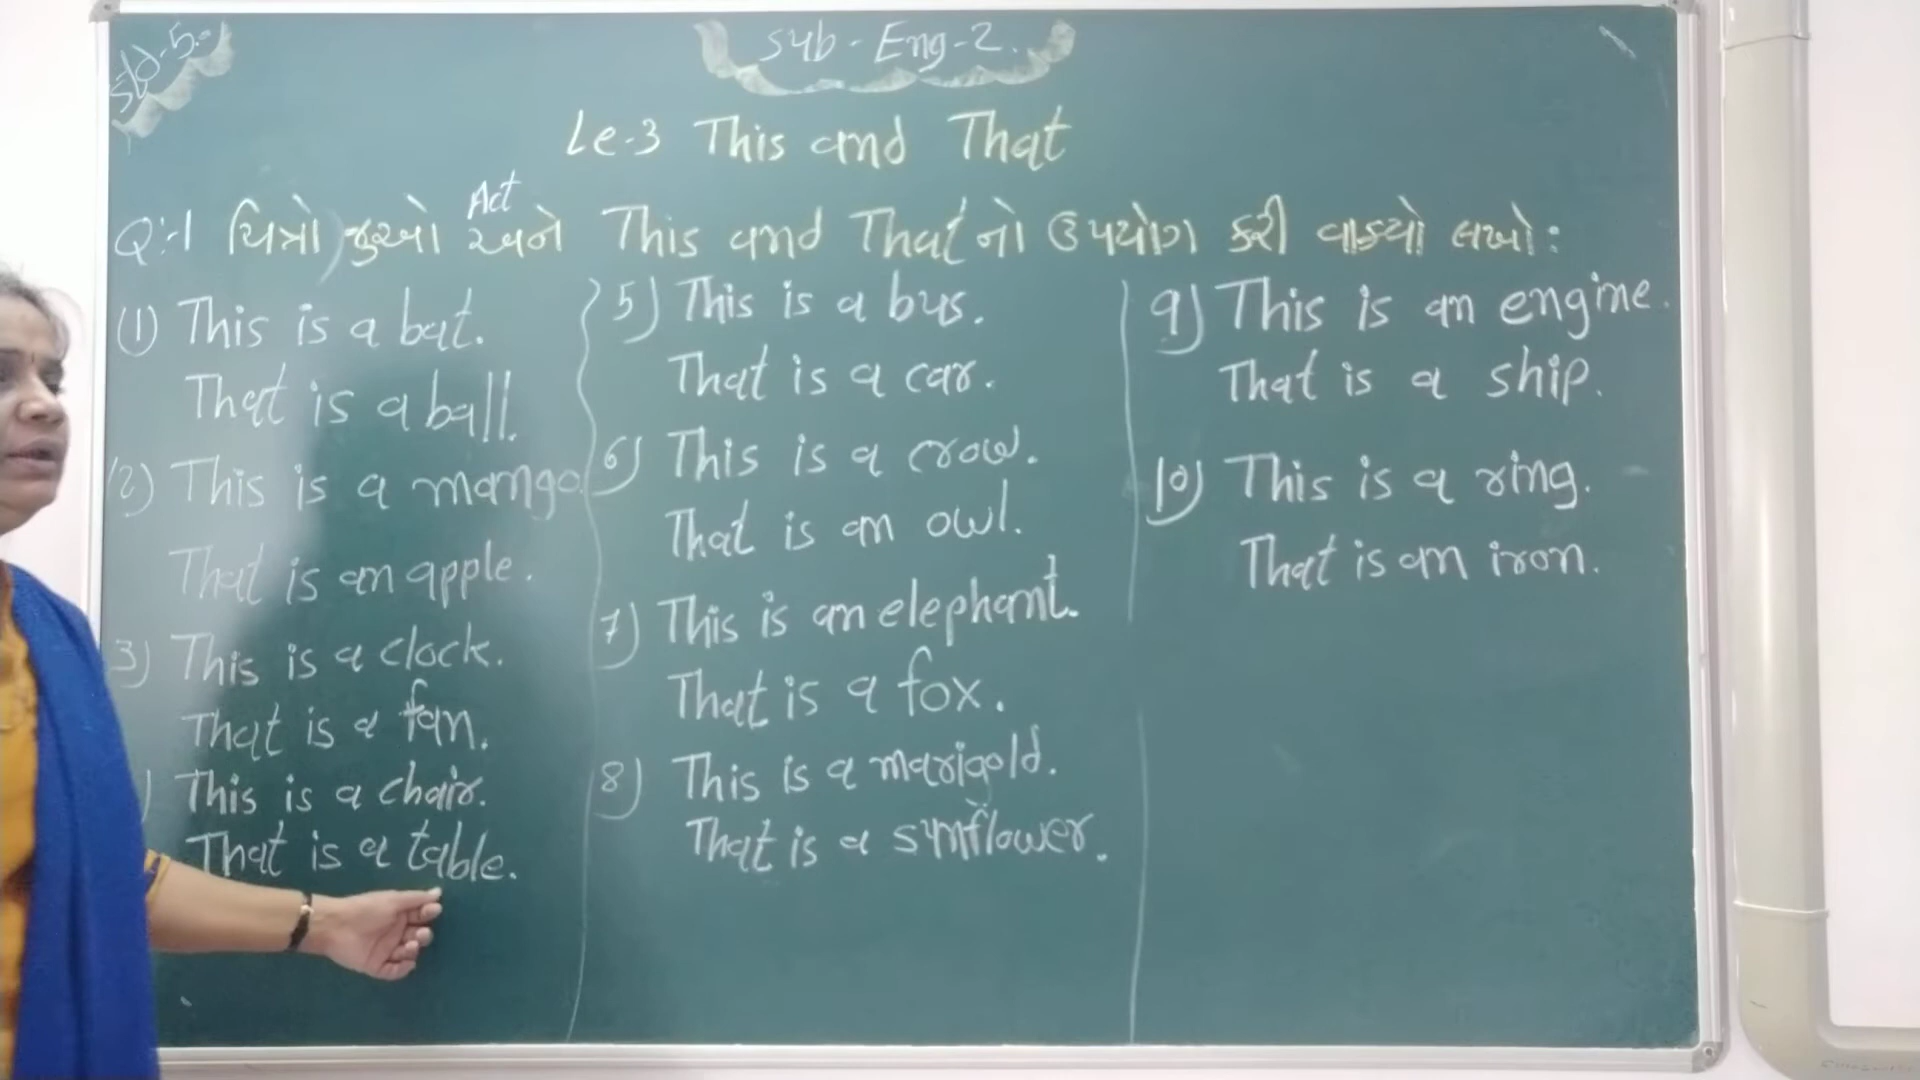 Std-5.
Sub - Eng-2.
Le-3 This and That
Act
Q:-1 ચિત્રો જુઓ અને This and That નો ઉપયોગ કરી વાક્યો લખો:
(1) This is a bat.
That is a ball.
(2) This is a mango
That is an apple.
3) This is a clock.
That is a fan.
) This is a chair.
That is a table.
5) This is a bus.
That is a car.
6) This is a crow.
That is an owl.
7) This is an elephant.
That is a fox.
8) This is a marigold.
That is a sunflower.
9) This is an engine.
That is a ship.
10) This is a ring.
That is an iron.